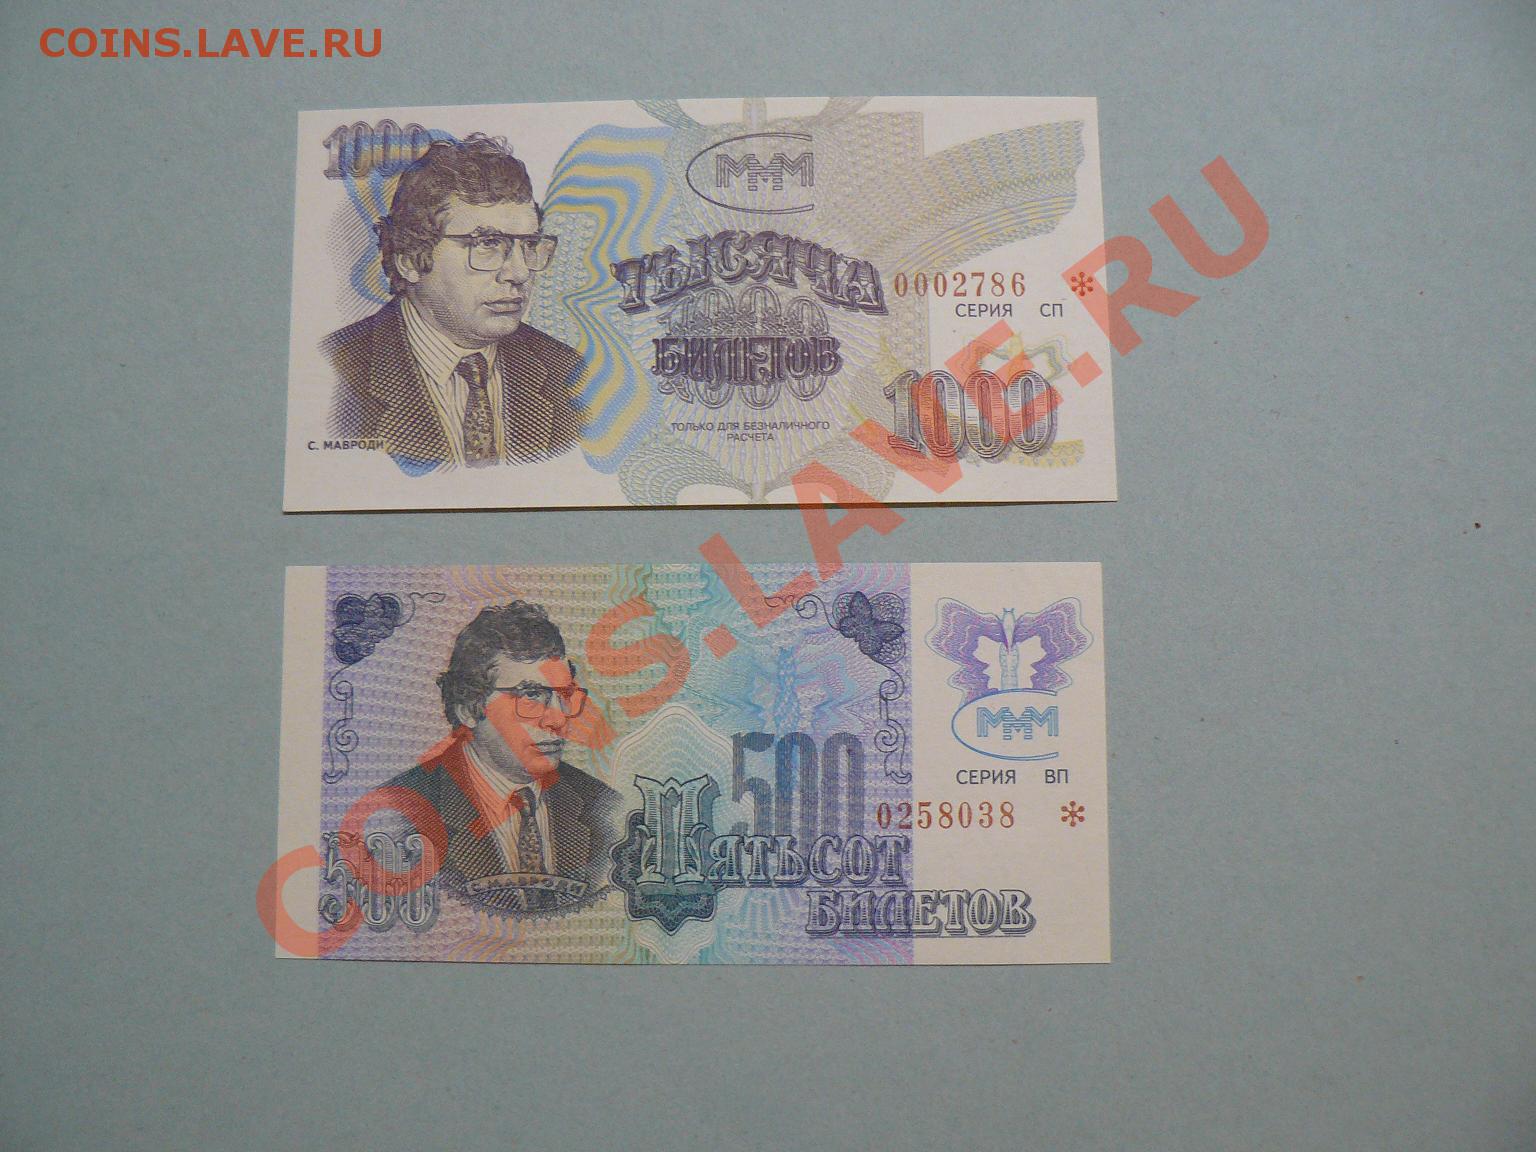 COINS.LAVE.RU
1000
МММ
ТЫСЯЧА
1000
БИЛЕТОВ
0002786 *
СЕРИЯ СП
1000
ТОЛЬКО ДЛЯ БЕЗНАЛИЧНОГО
РАСЧЕТА
С. МАВРОДИ
COINS.LAVE.RU
МММ
СЕРИЯ ВП
500
0258038 *
500
С. МАВРОДИ
ПЯТЬСОТ
БИЛЕТОВ